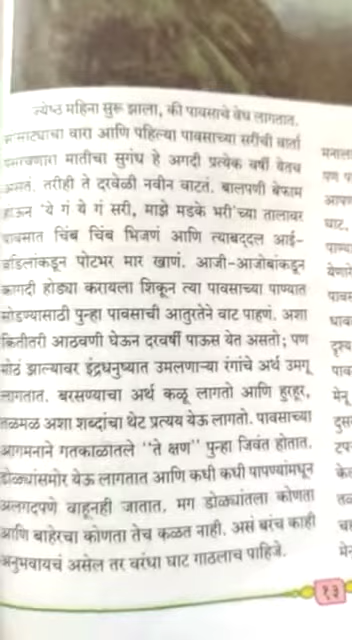 ज्येष्ठ महिना सुरू झाला, की पावसाचे वेध लागतात.
वारा आणि पहिल्या पावसाच्या सरींची वार्ता
मातीचा सुगंध हे अगदी प्रत्येक वर्षी येतच
असतं. तरीही ते दरवेळी नवीन वाटतं. बालपणी बेफाम
होऊन 'ये गं ये गं सरी, माझे मडके भरी'च्या तालावर
पावसात चिंब चिंब भिजणं आणि त्याबद्दल आई-
वडिलांकडून पोटभर मार खाणं. आजी-आजोबांकडून
कागदी होड्या करायला शिकून त्या पावसाच्या पाण्यात
सोडण्यासाठी पुन्हा पावसाची आतुरतेने वाट पाहणं. अशा
कितीतरी आठवणी घेऊन दरवर्षी पाऊस येत असतो; पण
मोठं झाल्यावर इंद्रधनुष्यात उमलणाऱ्या रंगांचे अर्थ उमगू
लागतात. बरसण्याचा अर्थ कळू लागतो आणि हुरहूर,
तळमळ अशा शब्दांचा थेट प्रत्यय येऊ लागतो. पावसाच्या
आगमनाने गतकाळातले "ते क्षण" पुन्हा जिवंत होतात.
डोळ्यांसमोर येऊ लागतात आणि कधी कधी पापण्यांमधून
अलगदपणे वाहूनही जातात. मग डोळ्यांतला कोणता
आणि बाहेरचा कोणता तेच कळत नाही. असं बरंच काही
अनुभवायचं असेल तर वरंधा घाट गाठलाच पाहिजे.
१३